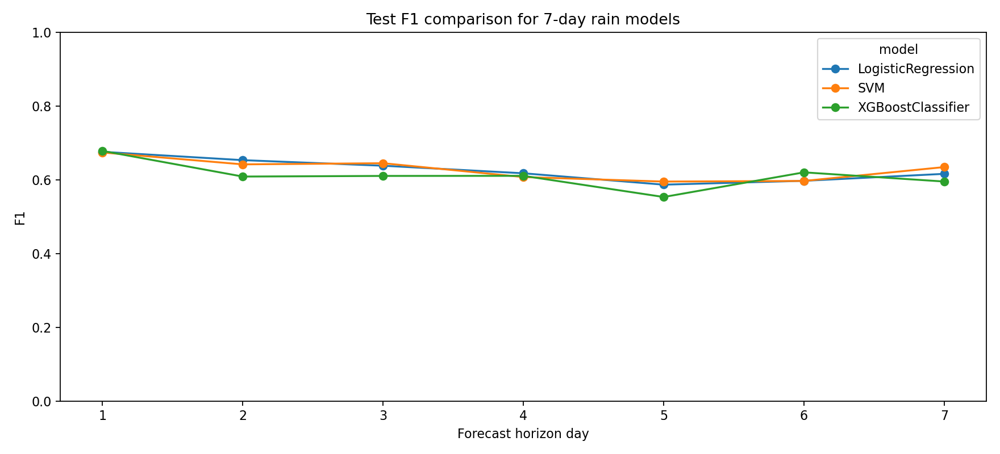 Test F1 comparison for 7-day rain models
model
LogisticRegression
SVM
XGBoostClassifier
F1
1.0
0.8
0.6
0.4
0.2
0.0
1 2 3 4 5 6 7
Forecast horizon day